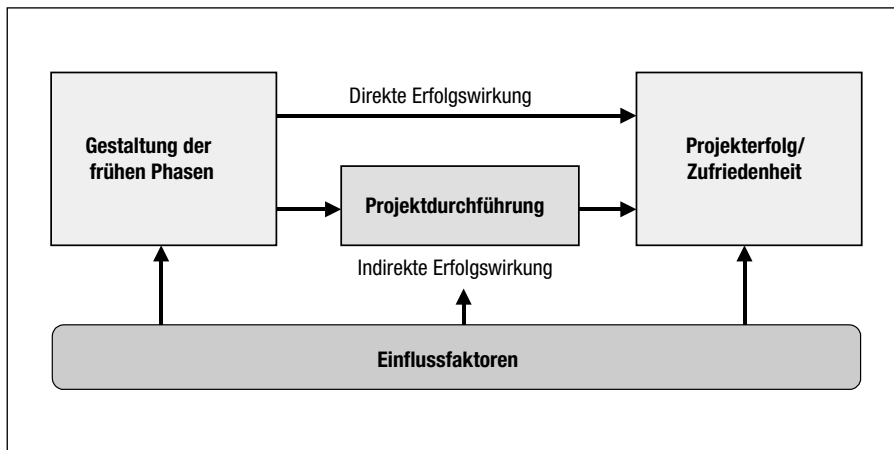 Direkte Erfolgswirkung
Gestaltung der
frühen Phasen
Projekterfolg/
Zufriedenheit
Projektdurchführung
Indirekte Erfolgswirkung
Einflussfaktoren